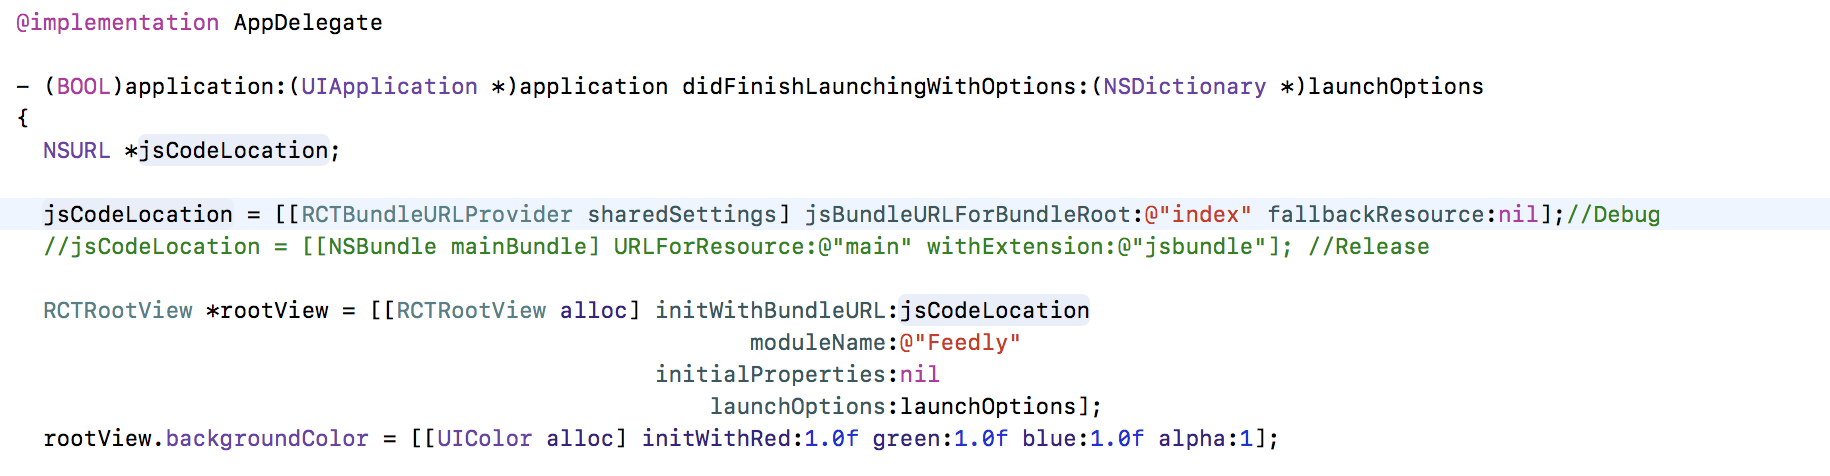 @implementation AppDelegate
- (BOOL)application:(UIApplication *)application didFinishLaunchingWithOptions:(NSDictionary *)launchOptions
{
NSURL *jsCodeLocation;
jsCodeLocation = [[RCTBundleURLProvider sharedSettings] jsBundleURLForBundleRoot:@"index" fallbackResource:nil];//Debug
//jsCodeLocation = [[NSBundle mainBundle] URLForResource:@"main" withExtension:@"jsbundle"]; //Release
RCTRootView *rootView = [[RCTRootView alloc] initWithBundleURL:jsCodeLocation
moduleName:@"Feedly"
initialProperties:nil
launchOptions:launchOptions];
rootView.backgroundColor = [[UIColor alloc] initWithRed:1.0f green:1.0f blue:1.0f alpha:1];